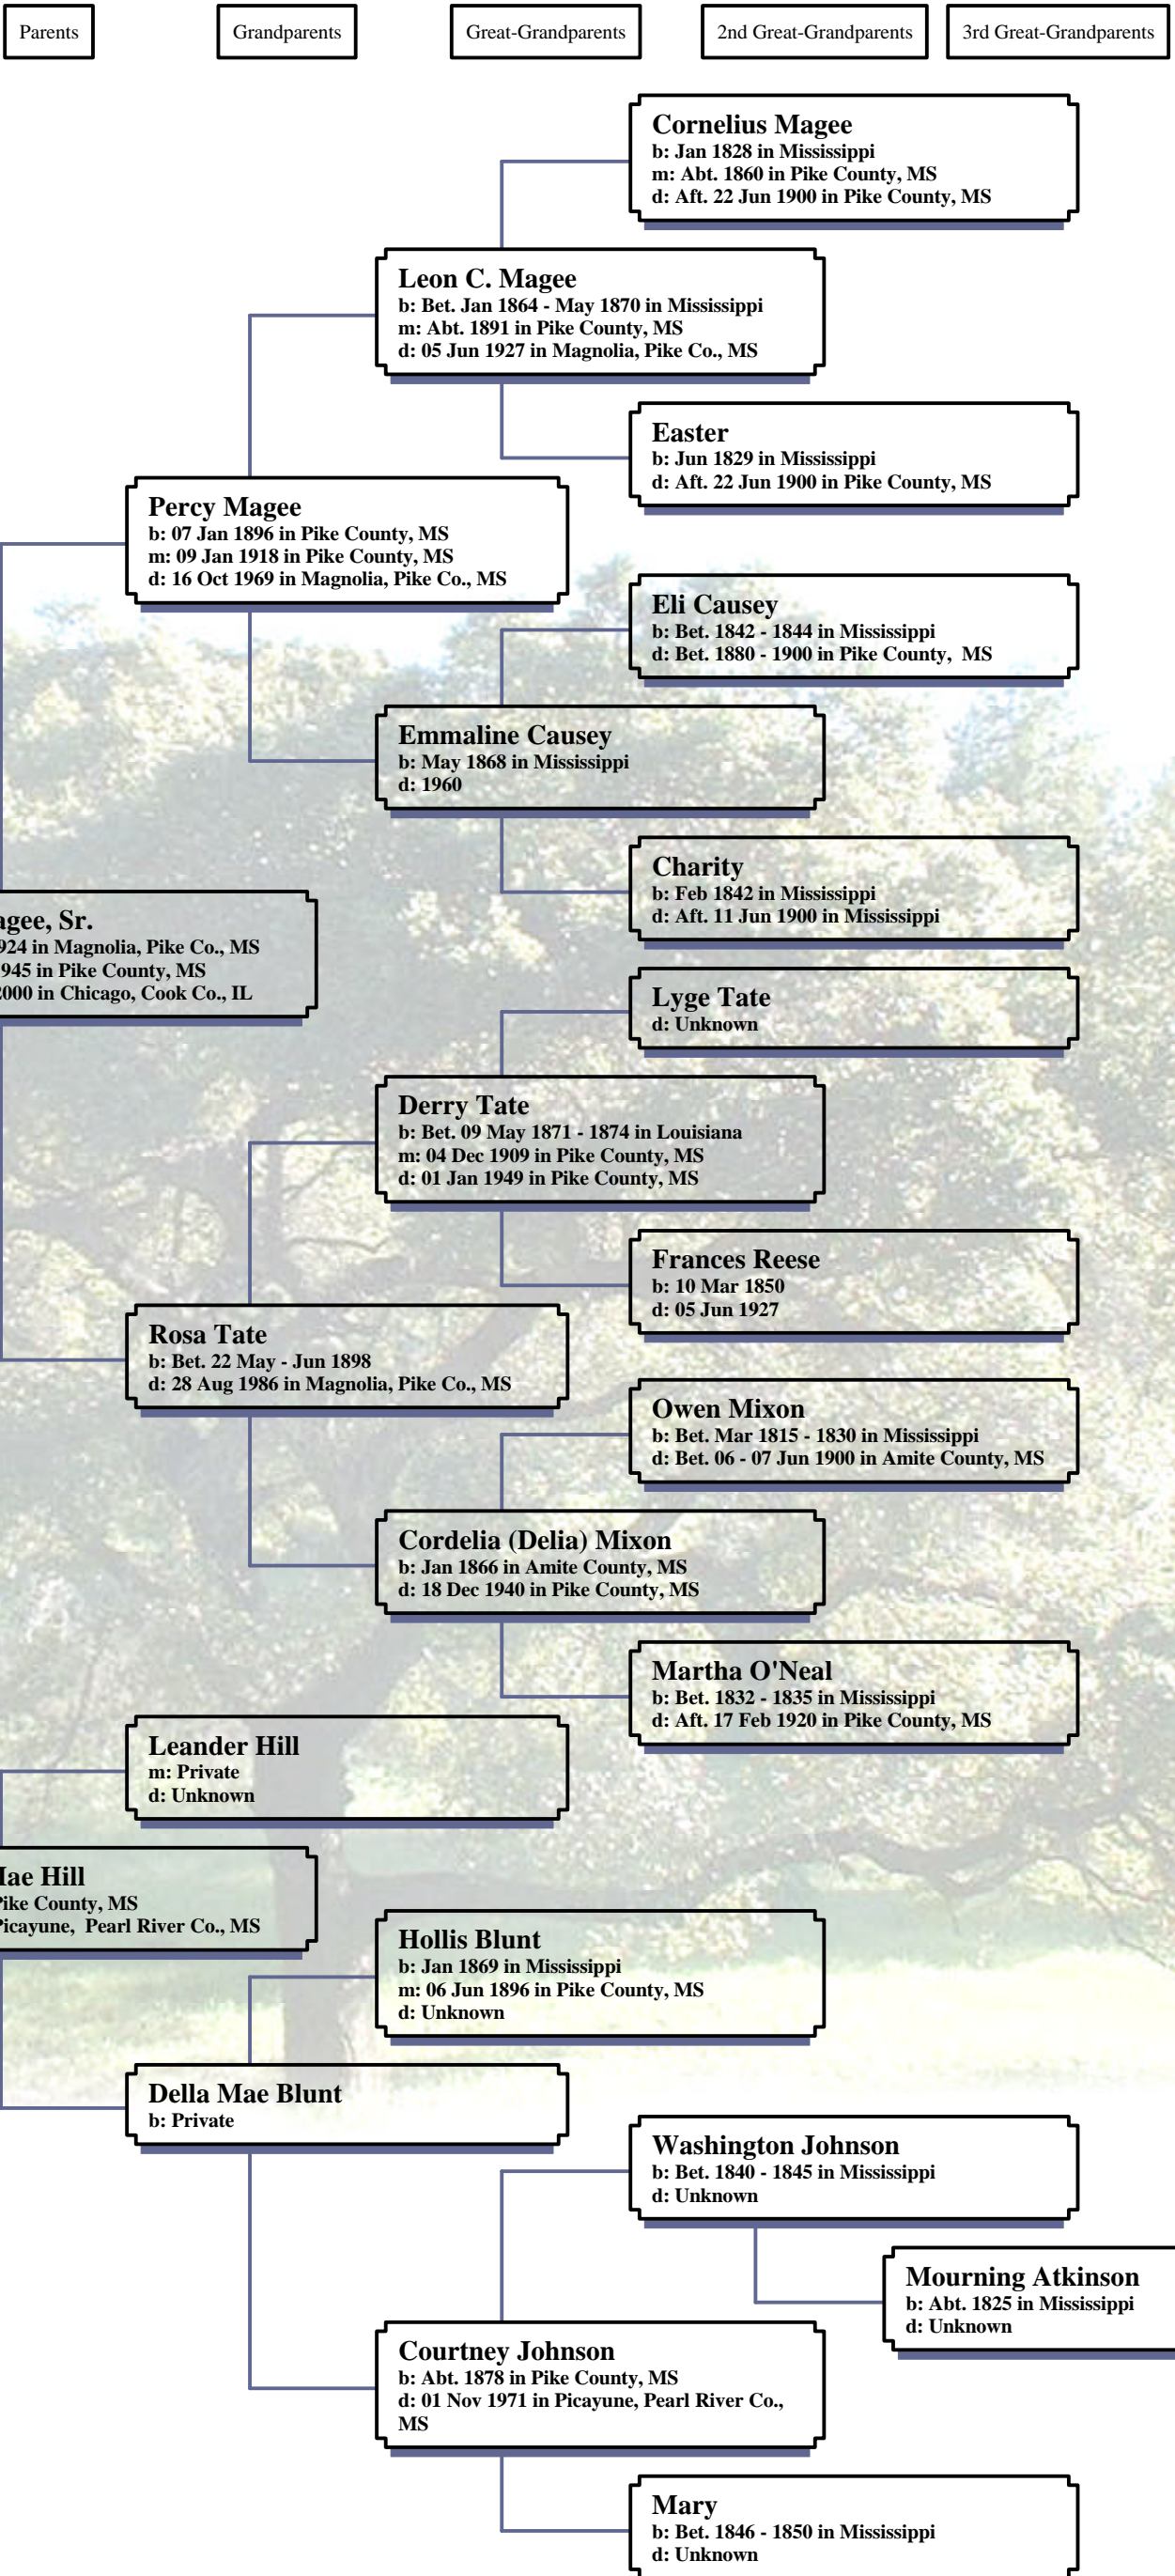 Parents
Grandparents
Great-Grandparents
2nd Great-Grandparents
3rd Great-Grandparents
Cornelius Magee
b: Jan 1828 in Mississippi
m: Abt. 1860 in Pike County, MS
d: Aft. 22 Jun 1900 in Pike County, MS
Leon C. Magee
b: Bet. Jan 1864 - May 1870 in Mississippi
m: Abt. 1891 in Pike County, MS
d: 05 Jun 1927 in Magnolia, Pike Co., MS
Easter
b: Jun 1829 in Mississippi
d: Aft. 22 Jun 1900 in Pike County, MS
Percy Magee
b: 07 Jan 1896 in Pike County, MS
m: 09 Jan 1918 in Pike County, MS
d: 16 Oct 1969 in Magnolia, Pike Co., MS
Eli Causey
b: Bet. 1842 - 1844 in Mississippi
d: Bet. 1880 - 1900 in Pike County,  MS
Emmaline Causey
b: May 1868 in Mississippi
d: 1960
Charity
b: Feb 1842 in Mississippi
d: Aft. 11 Jun 1900 in Mississippi
agee, Sr.
924 in Magnolia, Pike Co., MS
945 in Pike County, MS
2000 in Chicago, Cook Co., IL
Lyge Tate
d: Unknown
Derry Tate
b: Bet. 09 May 1871 - 1874 in Louisiana
m: 04 Dec 1909 in Pike County, MS
d: 01 Jan 1949 in Pike County, MS
Frances Reese
b: 10 Mar 1850
d: 05 Jun 1927
Rosa Tate
b: Bet. 22 May - Jun 1898
d: 28 Aug 1986 in Magnolia, Pike Co., MS
Owen Mixon
b: Bet. Mar 1815 - 1830 in Mississippi
d: Bet. 06 - 07 Jun 1900 in Amite County, MS
Cordelia (Delia) Mixon
b: Jan 1866 in Amite County, MS
d: 18 Dec 1940 in Pike County, MS
Martha O'Neal
b: Bet. 1832 - 1835 in Mississippi
d: Aft. 17 Feb 1920 in Pike County, MS
Leander Hill
m: Private
d: Unknown
Mae Hill
Pike County, MS
Picayune,  Pearl River Co., MS
Hollis Blunt
b: Jan 1869 in Mississippi
m: 06 Jun 1896 in Pike County, MS
d: Unknown
Della Mae Blunt
b: Private
Washington Johnson
b: Bet. 1840 - 1845 in Mississippi
d: Unknown
Mourning Atkinson
b: Abt. 1825 in Mississippi
d: Unknown
Courtney Johnson
b: Abt. 1878 in Pike County, MS
d: 01 Nov 1971 in Picayune, Pearl River Co.,
MS
Mary
b: Bet. 1846 - 1850 in Mississippi
d: Unknown